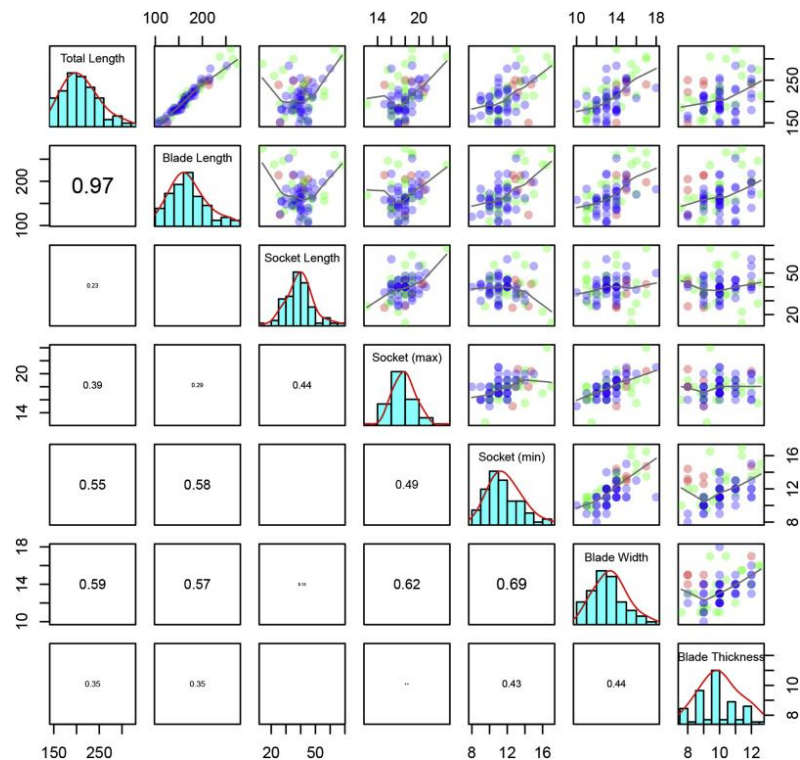 100 200
14 20
10 14 18
Total Length
150 250
Blade Length
100 200
0.97
Socket Length
0.23
20 50
Socket (max)
14 20
0.39
0.29
0.44
Socket (min)
0.55
0.58
0.49
8 12 16
Blade Width
10 14 18
0.59
0.57
0.62
0.69
Blade Thickness
0.35
0.35
0.43
0.44
8 10
150 250
20 50
8 12 16
8 10 12